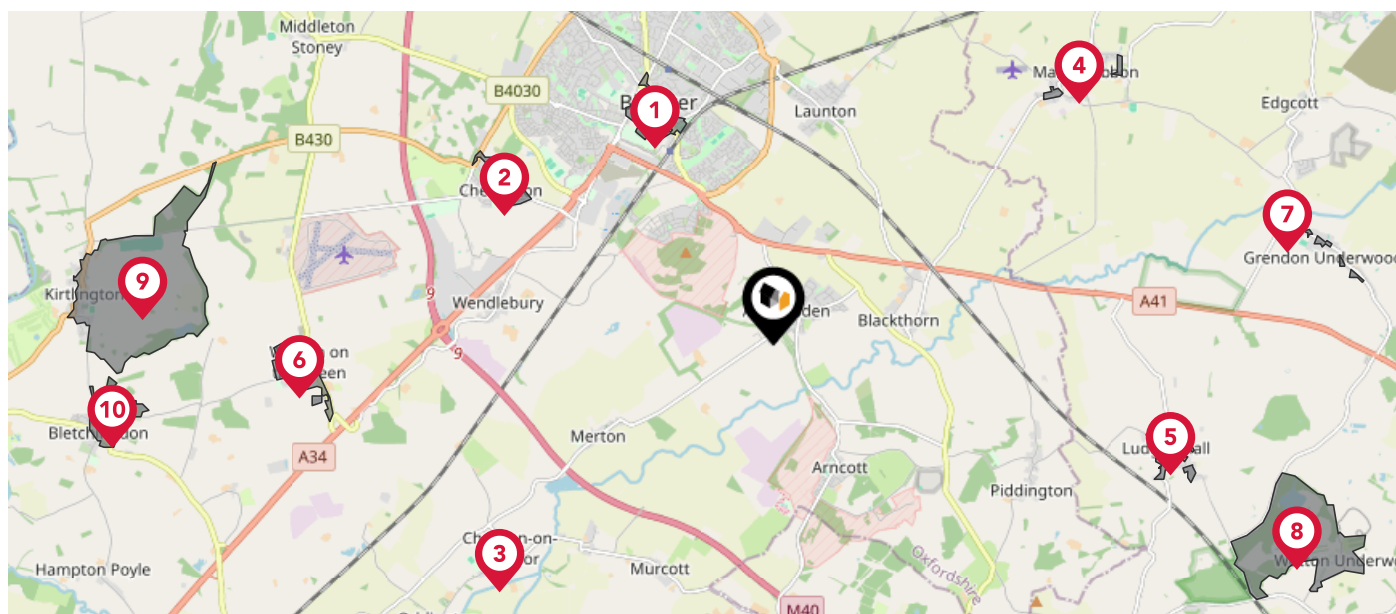 Middleton
Stoney
B4030
B430
Launton
Edgcott
1
2
4
7
Grendon Underwood
9
9
Wendlebury
Blackthorn
A41
9
6
10
A34
Merton
Arncott
Piddington
5
3
8
Hampton Poyle
Murcott
Oxfordshire
M40